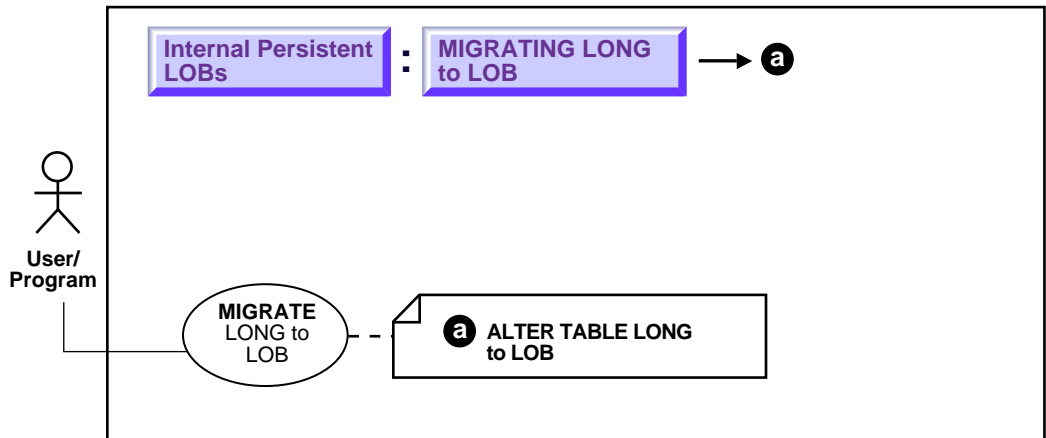 Internal Persistent
LOBs
:
MIGRATING LONG
to LOB
a
User/
Program
MIGRATE
LONG to
LOB
a ALTER TABLE LONG
to LOB